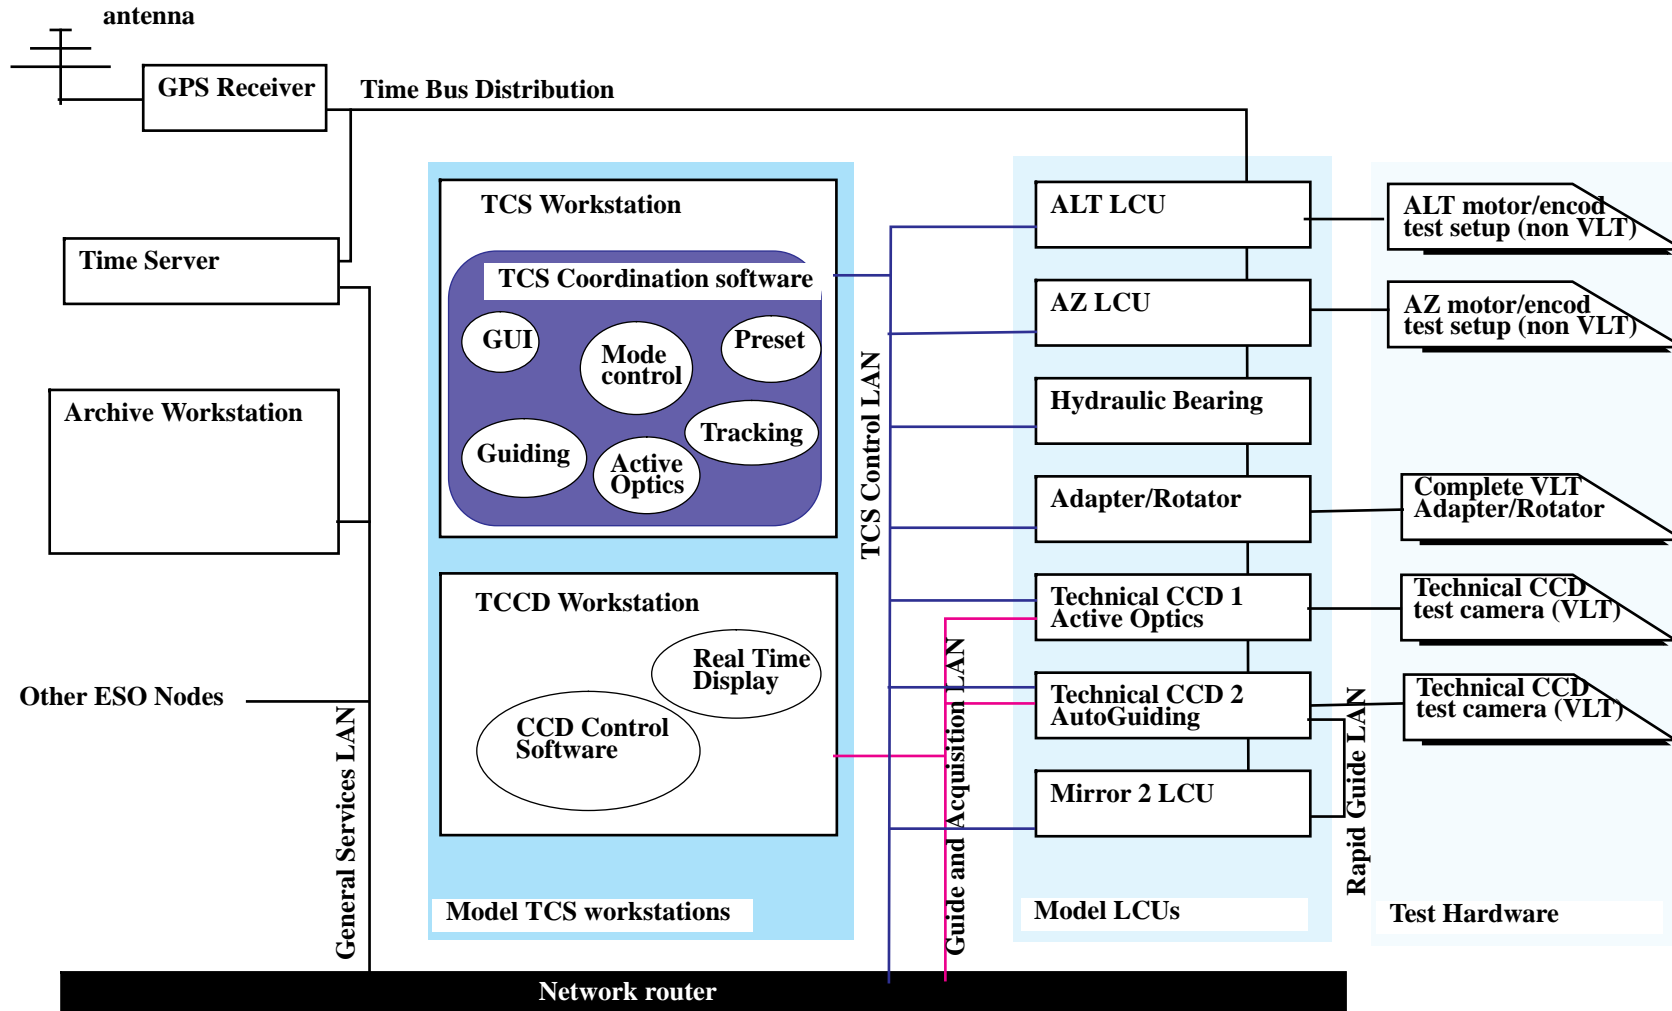 antenna
GPS Receiver
Time Bus Distribution
TCS Workstation
ALT LCU
ALT motor/encod
test setup (non VLT)
Time Server
TCS Coordination software
AZ LCU
AZ motor/encod
test setup (non VLT)
GUI
Mode
control
Preset
Archive Workstation
Hydraulic Bearing
Guiding
Active
Optics
Tracking
TCS Control LAN
Adapter/Rotator
Complete VLT
Adapter/Rotator
TCCD Workstation
Technical CCD 1
Active Optics
Technical CCD
test camera (VLT)
Real Time
Display
CCD Control
Software
Other ESO Nodes
Technical CCD 2
AutoGuiding
Technical CCD
test camera (VLT)
Mirror 2 LCU
General Services LAN
Guide and Acquisition LAN
Rapid Guide LAN
Model TCS workstations
Model LCUs
Test Hardware
Network router